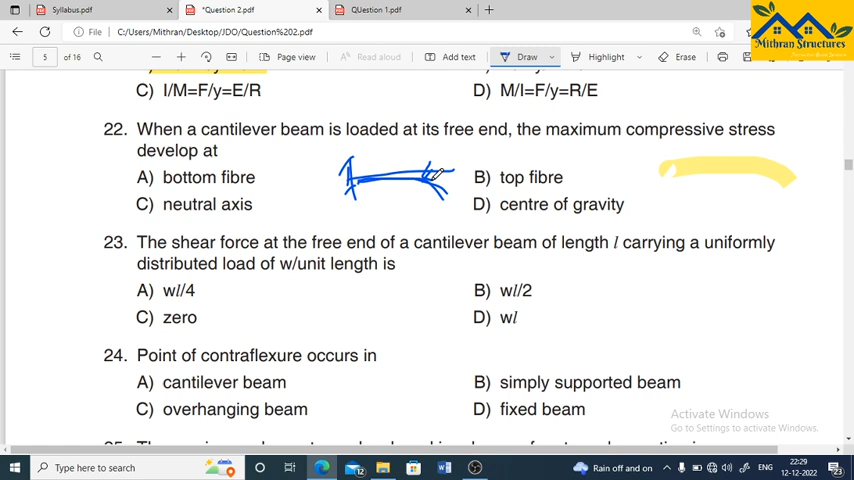 Syllabus.pdf
*Question 2.pdf
QUestion 1.pdf
File
C:/Users/Mithran/Desktop/JDO/Question%202.pdf
Mithran Structures
5 of 16
Page view
Read aloud
Add text
Draw
Highlight
Erase
C) I/M=F/y=E/R
D) M/I=F/y=R/E
22. When a cantilever beam is loaded at its free end, the maximum compressive stress
develop at
A) bottom fibre
B) top fibre
C) neutral axis
D) centre of gravity
23. The shear force at the free end of a cantilever beam of length l carrying a uniformly
distributed load of w/unit length is
A) wl/4
B) wl/2
C) zero
D) wl
24. Point of contraflexure occurs in
A) cantilever beam
B) simply supported beam
C) overhanging beam
D) fixed beam
Activate Windows
Go to Settings to activate Windows.
Type here to search
12
Rain off and on
ENG
22:29
12-12-2022
23